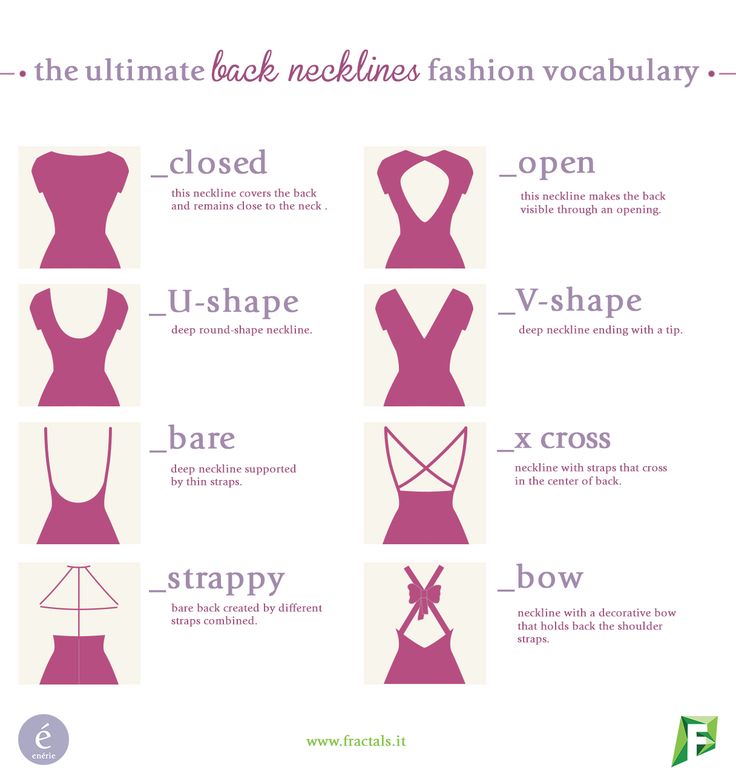 the ultimate back necklines fashion vocabulary
_closed
this neckline covers the back
and remains close to the neck .
_open
this neckline makes the back
visible through an opening.
_U-shape
deep round-shape neckline.
_V-shape
deep neckline ending with a tip.
_bare
deep neckline supported
by thin straps.
_x cross
neckline with straps that cross
in the center of back.
_strappy
bare back created by different
straps combined.
_bow
neckline with a decorative bow
that holds back the shoulder
straps.
é
enérie
www.fractals.it
F